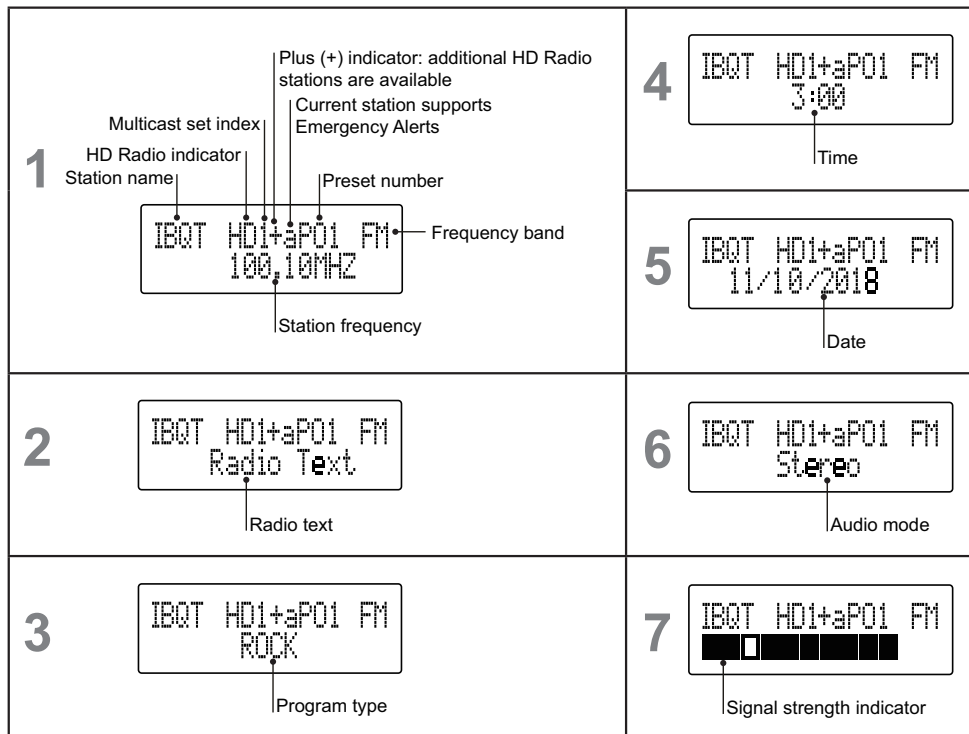 1
Plus (+) indicator: additional HD Radio
stations are available
Current station supports
Emergency Alerts
Multicast set index
HD Radio indicator
Station name
Preset number
IBQT HD1+aP01 FM
Frequency band
100,10MHZ
Station frequency
2
IBQT HD1+aP01 FM
Radio Text
Radio text
3
IBQT HD1+aP01 FM
ROCK
Program type
4
IBQT HD1+aP01 FM
3:00
Time
5
IBQT HD1+aP01 FM
11/10/2018
Date
6
IBQT HD1+aP01 FM
Stereo
Audio mode
7
IBQT HD1+aP01 FM
Signal strength indicator